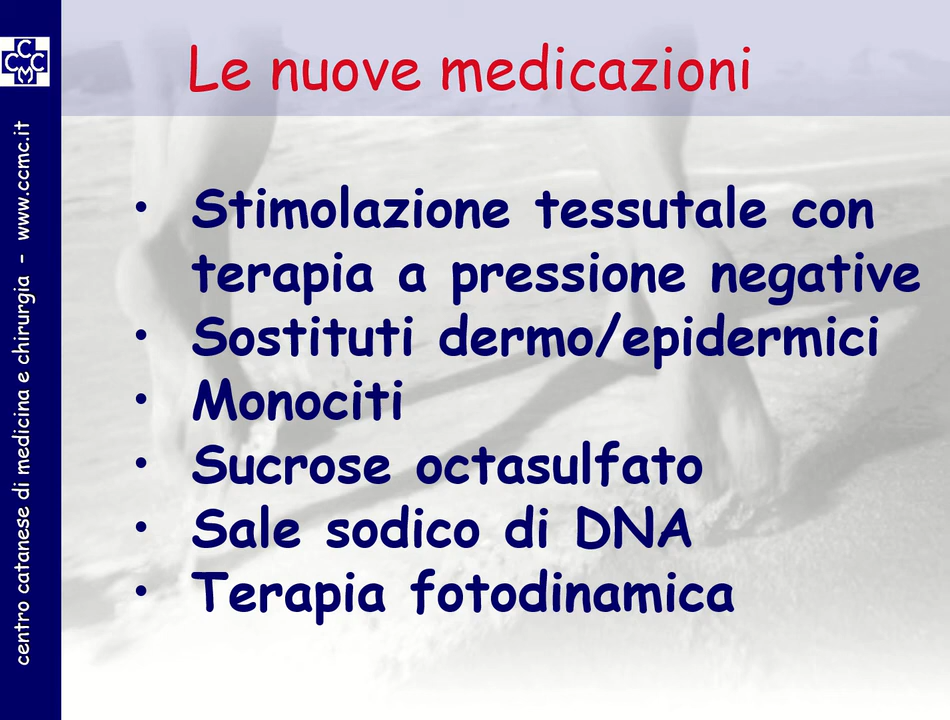 Le nuove medicazioni
C
C C
M
centro catanese di medicina e chirurgia - www.ccmc.it
• Stimolazione tessutale con
terapia a pressione negative
• Sostituti dermo/epidermici
• Monociti
• Sucrose octasulfato
• Sale sodico di DNA
• Terapia fotodinamica